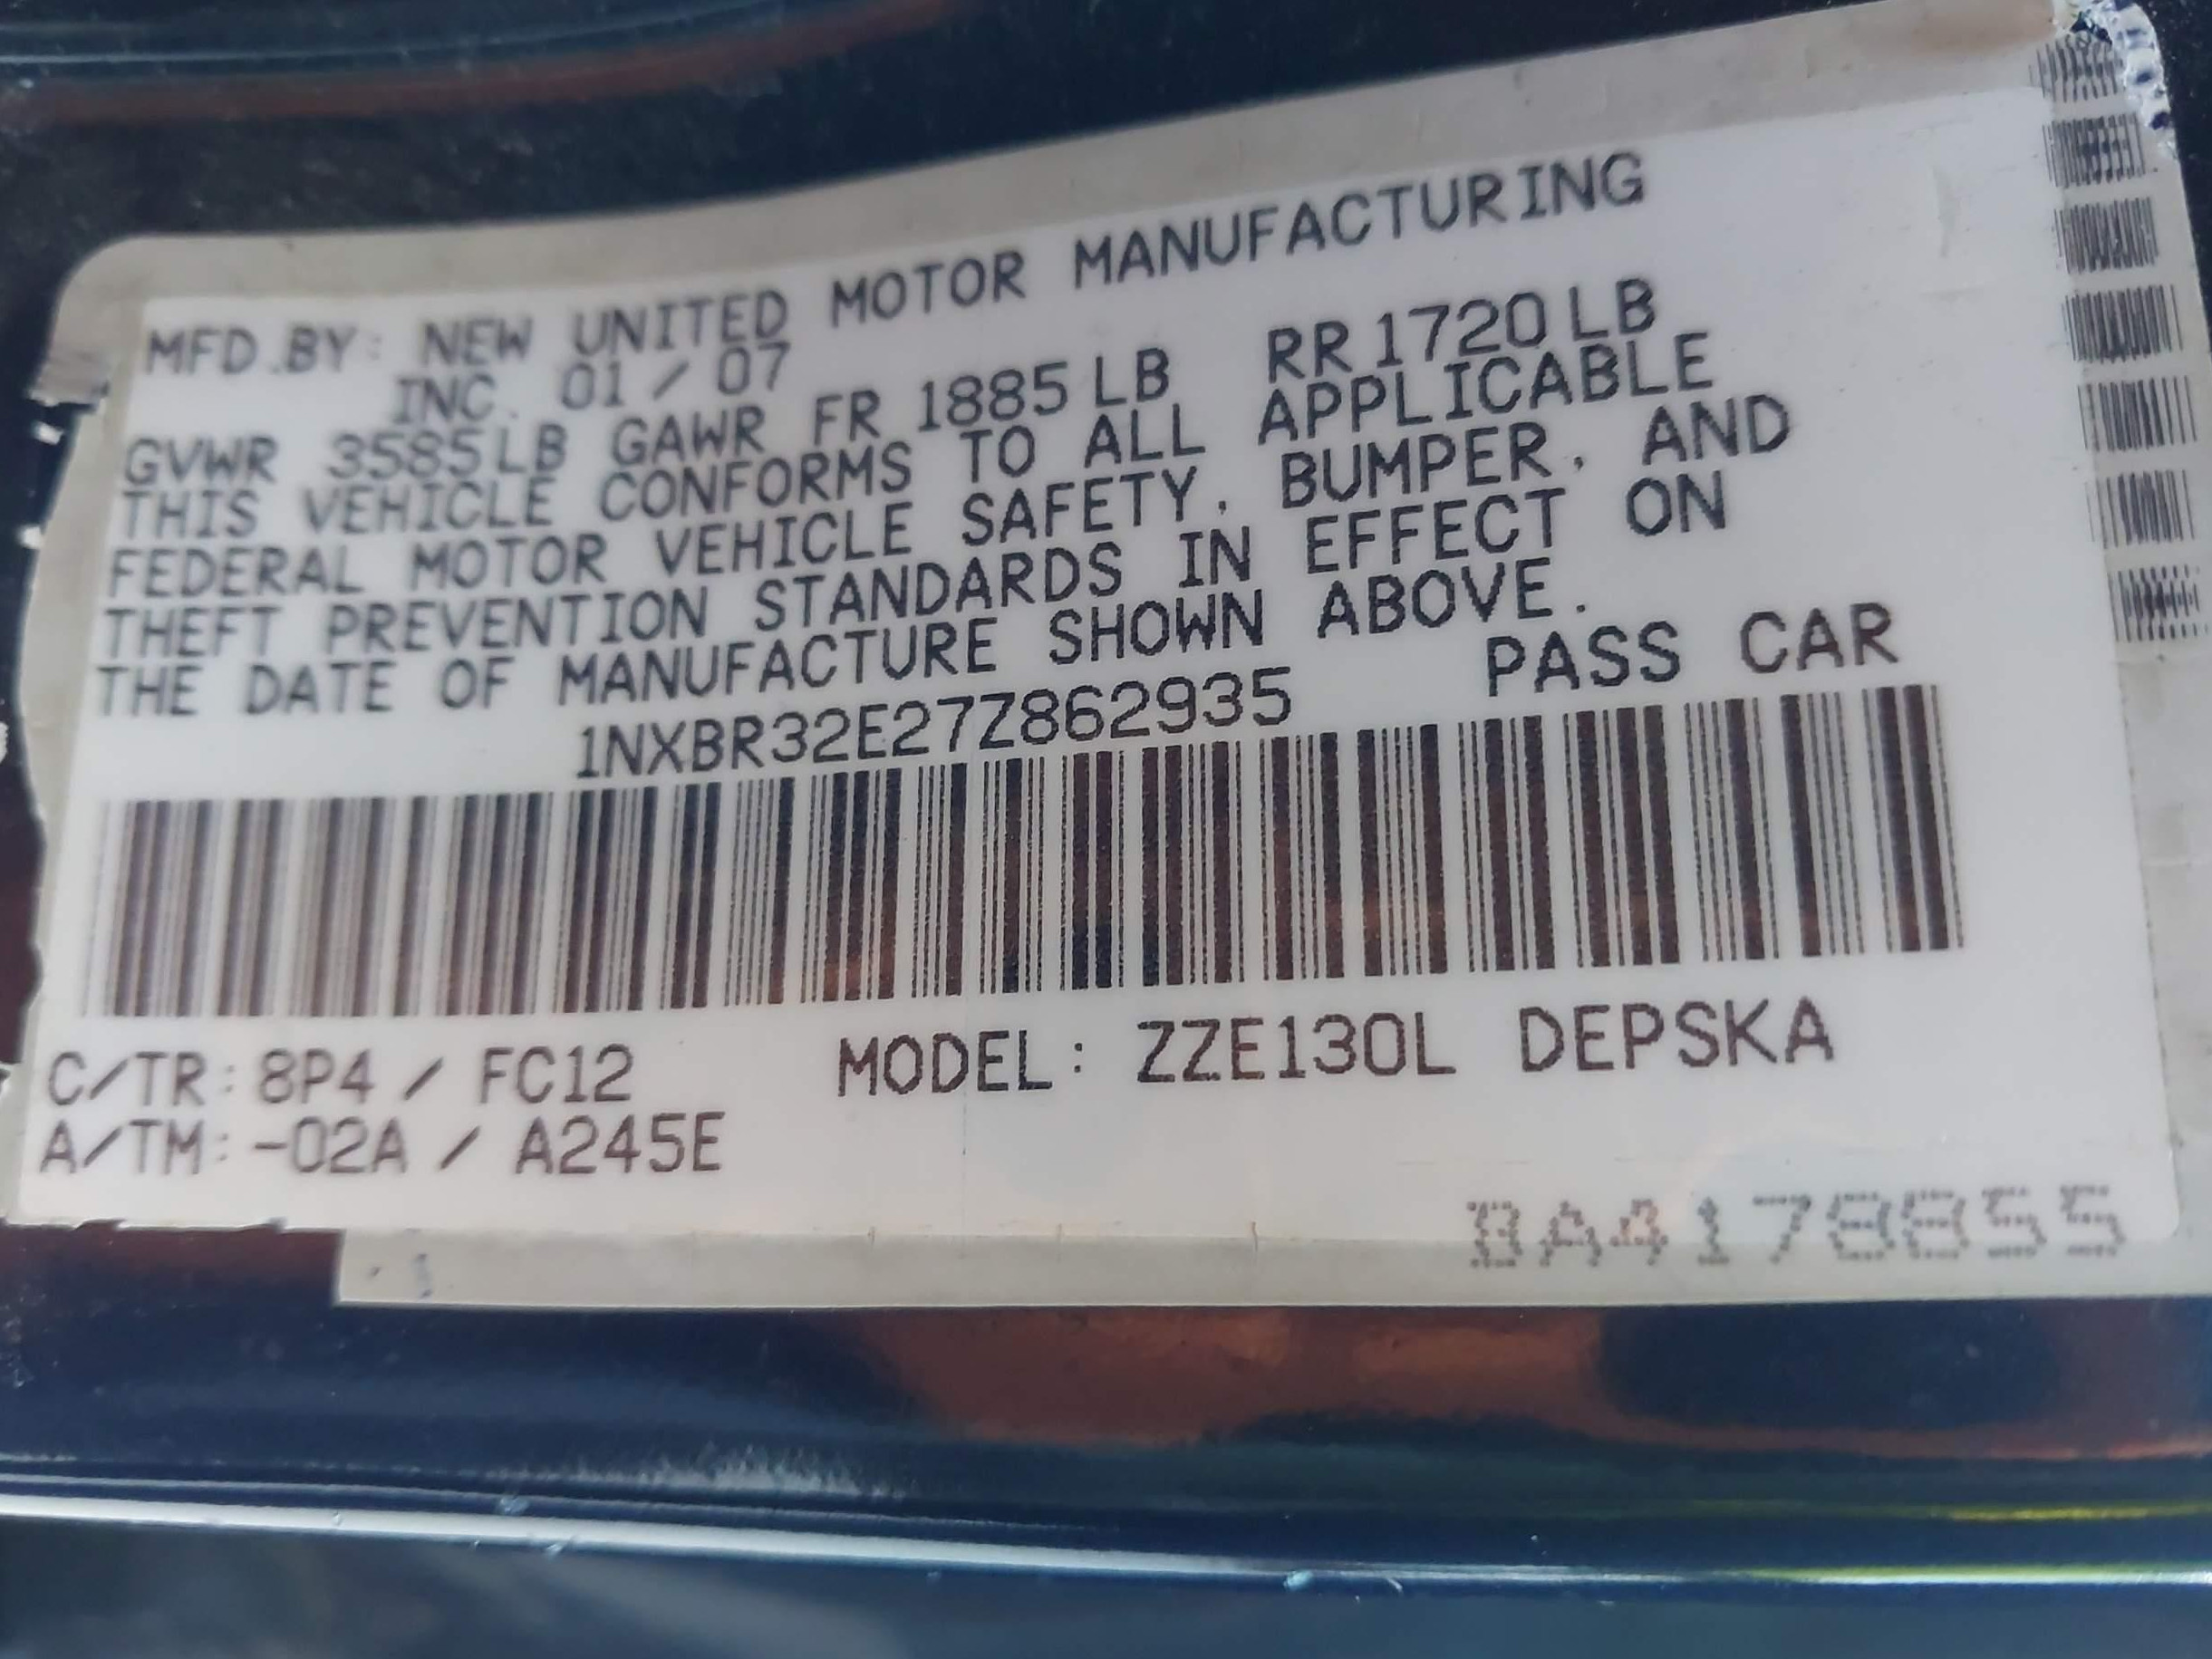 MFD.BY: NEW UNITED MOTOR MANUFACTURING
INC. 01/07
GVWR 3585LB GAWR FR 1885LB RR1720LB
THIS VEHICLE CONFORMS TO ALL APPLICABLE
FEDERAL MOTOR VEHICLE SAFETY, BUMPER, AND
THEFT PREVENTION STANDARDS IN EFFECT ON
THE DATE OF MANUFACTURE SHOWN ABOVE.
1NXBR32E27Z862935 PASS CAR
C/TR: 8P4 / FC12 MODEL: ZZE130L DEPSKA
A/TM: -02A / A245E
BA4178855